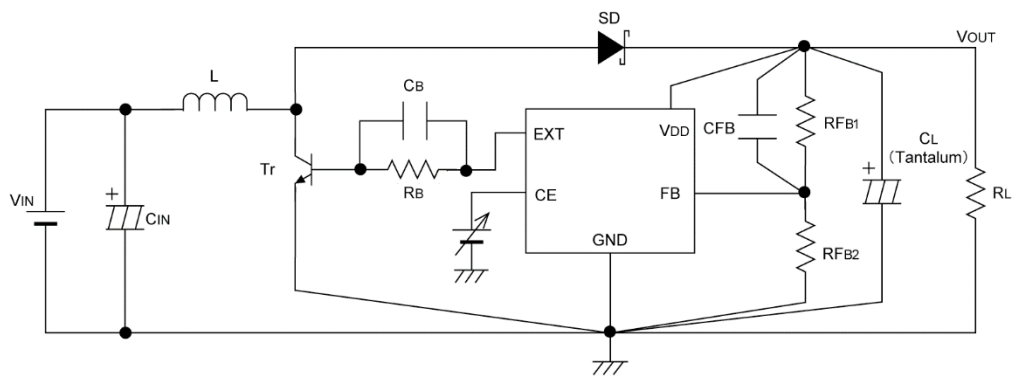 SD
VOUT
L
CB
EXT
VDD
CFB
RFB1
CL
(Tantalum)
Tr
RB
CE
FB
RL
VIN
+
CIN
+
GND
RFB2